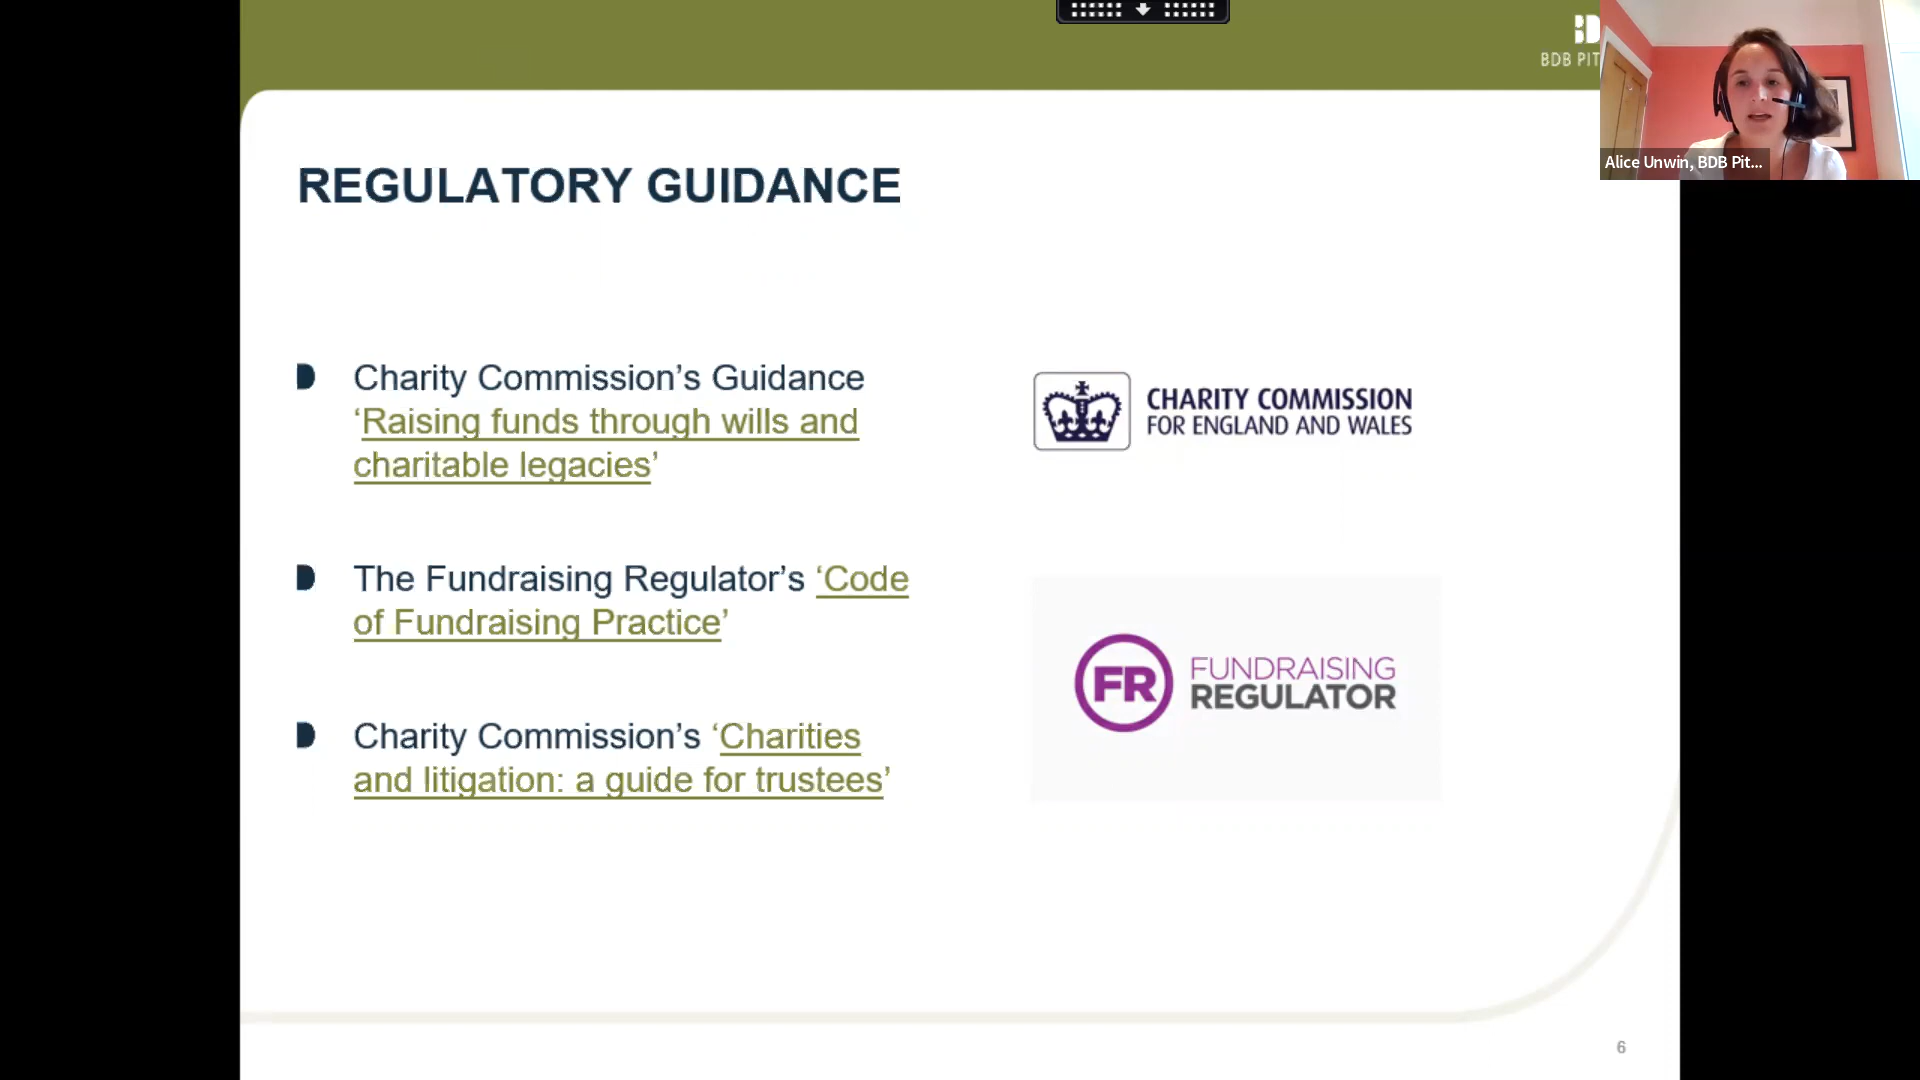 BDB PIT
Alice Unwin, BDB Pit...
REGULATORY GUIDANCE
Charity Commission’s Guidance
‘Raising funds through wills and
charitable legacies’
CHARITY COMMISSION
FOR ENGLAND AND WALES
The Fundraising Regulator’s ‘Code
of Fundraising Practice’
FR FUNDRAISING
REGULATOR
Charity Commission’s ‘Charities
and litigation: a guide for trustees’
6